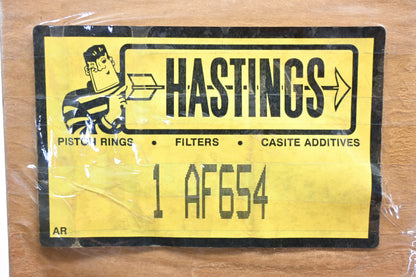 HASTINGS
PISTON RINGS • FILTERS • CASITE ADDITIVES
1 AF654
AR